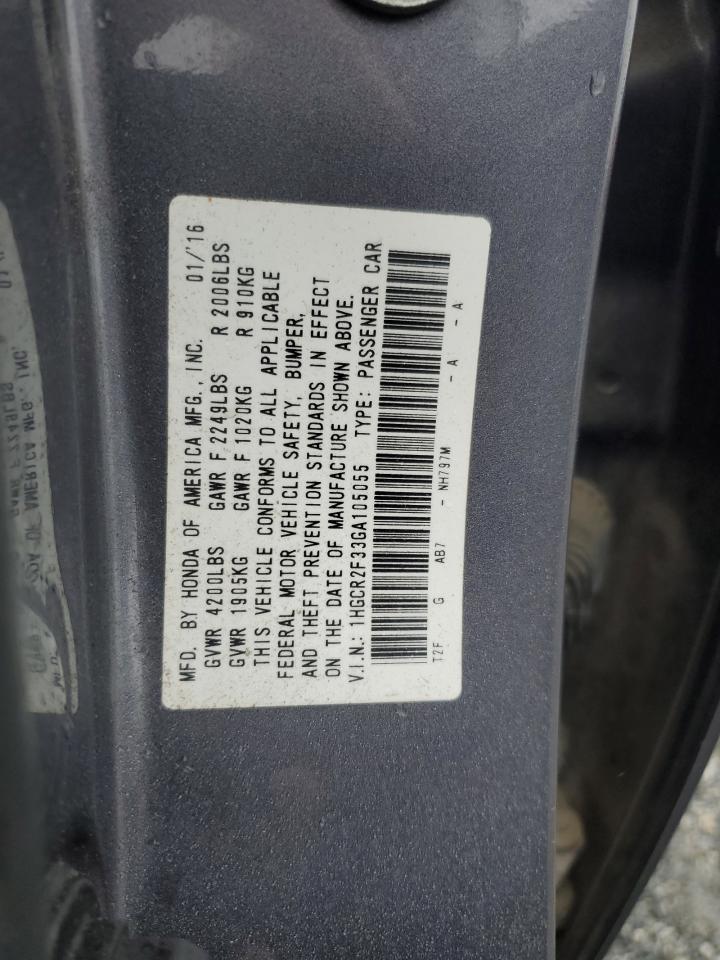 MFD. BY HONDA OF AMERICA MFG., INC. 01/'16
GVWR 4200LBS GAWR F 2249LBS R 2006LBS
GVWR 1905KG GAWR F 1020KG R 910KG
THIS VEHICLE CONFORMS TO ALL APPLICABLE
FEDERAL MOTOR VEHICLE SAFETY, BUMPER,
AND THEFT PREVENTION STANDARDS IN EFFECT
ON THE DATE OF MANUFACTURE SHOWN ABOVE.
V.I.N.: 1HGCR2F33GA105055 TYPE: PASSENGER CAR
T2F G AB7 - NH797M - A - A